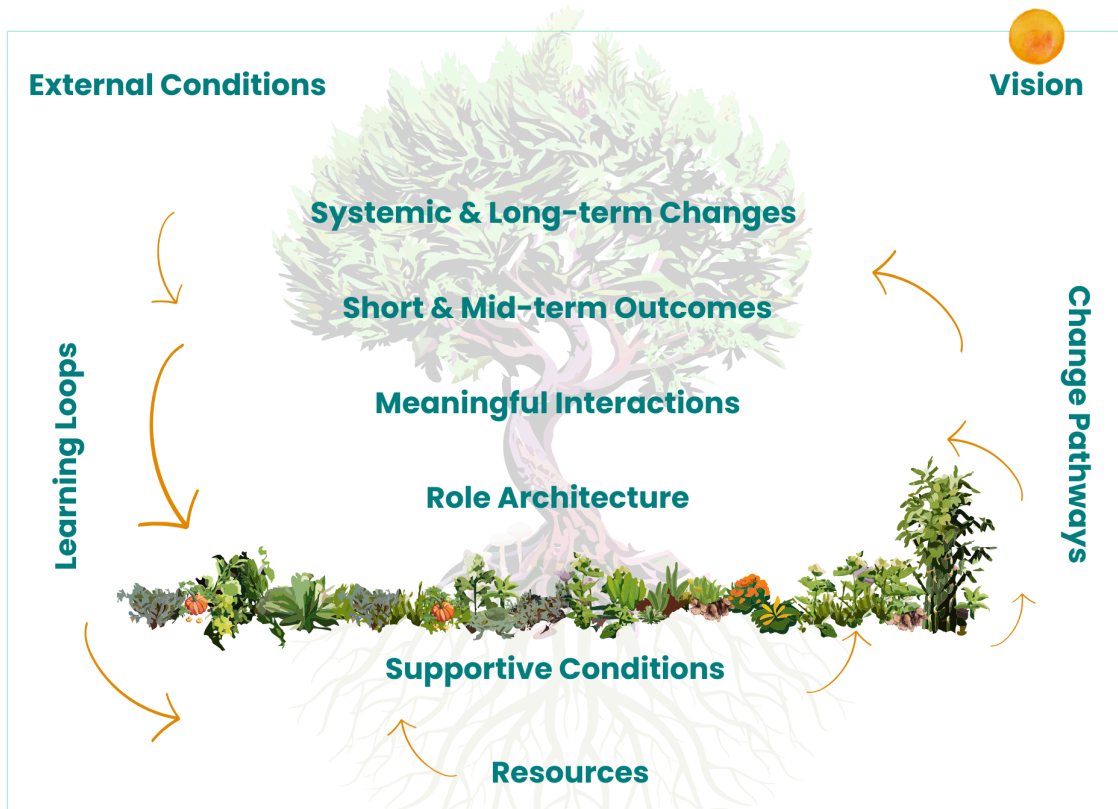 External Conditions
Vision
Systemic & Long-term Changes
Short & Mid-term Outcomes
Meaningful Interactions
Role Architecture
Learning Loops
Change Pathways
Supportive Conditions
Resources